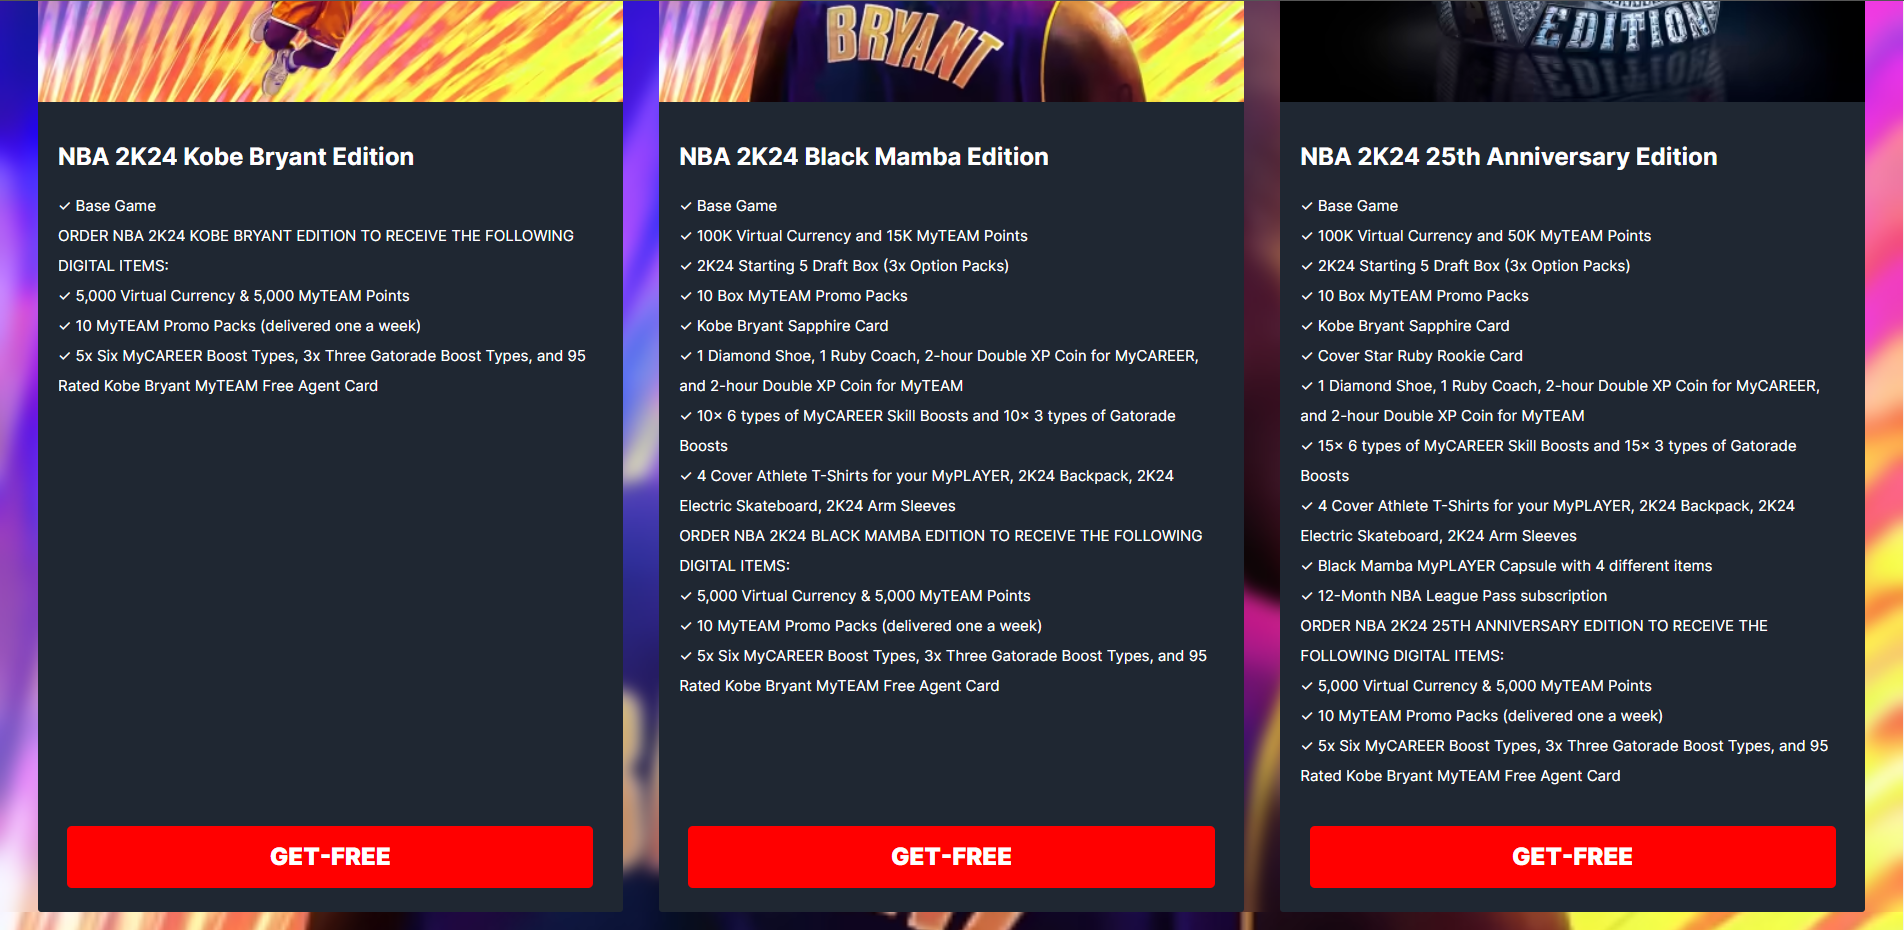 BRYANT
EDITION
NBA 2K24 Kobe Bryant Edition
✓ Base Game
ORDER NBA 2K24 KOBE BRYANT EDITION TO RECEIVE THE FOLLOWING
DIGITAL ITEMS:
✓ 5,000 Virtual Currency & 5,000 MyTEAM Points
✓ 10 MyTEAM Promo Packs (delivered one a week)
✓ 5x Six MyCAREER Boost Types, 3x Three Gatorade Boost Types, and 95
Rated Kobe Bryant MyTEAM Free Agent Card
GET-FREE
NBA 2K24 Black Mamba Edition
✓ Base Game
✓ 100K Virtual Currency and 15K MyTEAM Points
✓ 2K24 Starting 5 Draft Box (3x Option Packs)
✓ 10 Box MyTEAM Promo Packs
✓ Kobe Bryant Sapphire Card
✓ 1 Diamond Shoe, 1 Ruby Coach, 2-hour Double XP Coin for MyCAREER,
and 2-hour Double XP Coin for MyTEAM
✓ 10× 6 types of MyCAREER Skill Boosts and 10× 3 types of Gatorade
Boosts
✓ 4 Cover Athlete T-Shirts for your MyPLAYER, 2K24 Backpack, 2K24
Electric Skateboard, 2K24 Arm Sleeves
ORDER NBA 2K24 BLACK MAMBA EDITION TO RECEIVE THE FOLLOWING
DIGITAL ITEMS:
✓ 5,000 Virtual Currency & 5,000 MyTEAM Points
✓ 10 MyTEAM Promo Packs (delivered one a week)
✓ 5x Six MyCAREER Boost Types, 3x Three Gatorade Boost Types, and 95
Rated Kobe Bryant MyTEAM Free Agent Card
GET-FREE
NBA 2K24 25th Anniversary Edition
✓ Base Game
✓ 100K Virtual Currency and 50K MyTEAM Points
✓ 2K24 Starting 5 Draft Box (3x Option Packs)
✓ 10 Box MyTEAM Promo Packs
✓ Kobe Bryant Sapphire Card
✓ Cover Star Ruby Rookie Card
✓ 1 Diamond Shoe, 1 Ruby Coach, 2-hour Double XP Coin for MyCAREER,
and 2-hour Double XP Coin for MyTEAM
✓ 15× 6 types of MyCAREER Skill Boosts and 15× 3 types of Gatorade
Boosts
✓ 4 Cover Athlete T-Shirts for your MyPLAYER, 2K24 Backpack, 2K24
Electric Skateboard, 2K24 Arm Sleeves
✓ Black Mamba MyPLAYER Capsule with 4 different items
✓ 12-Month NBA League Pass subscription
ORDER NBA 2K24 25TH ANNIVERSARY EDITION TO RECEIVE THE
FOLLOWING DIGITAL ITEMS:
✓ 5,000 Virtual Currency & 5,000 MyTEAM Points
✓ 10 MyTEAM Promo Packs (delivered one a week)
✓ 5x Six MyCAREER Boost Types, 3x Three Gatorade Boost Types, and 95
Rated Kobe Bryant MyTEAM Free Agent Card
GET-FREE